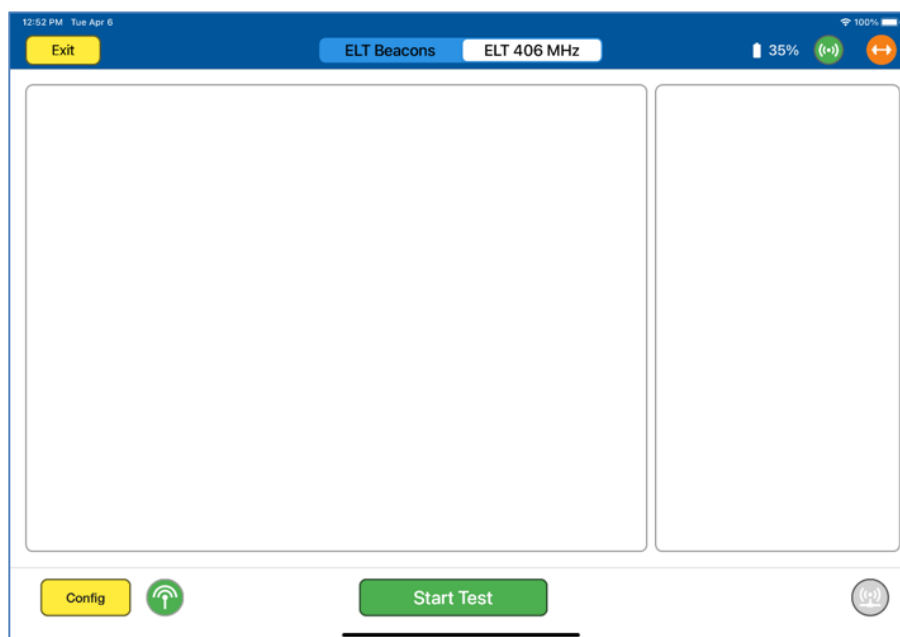 12:52 PM Tue Apr 6
100%
Exit
ELT Beacons
ELT 406 MHz
35%
Config
Start Test